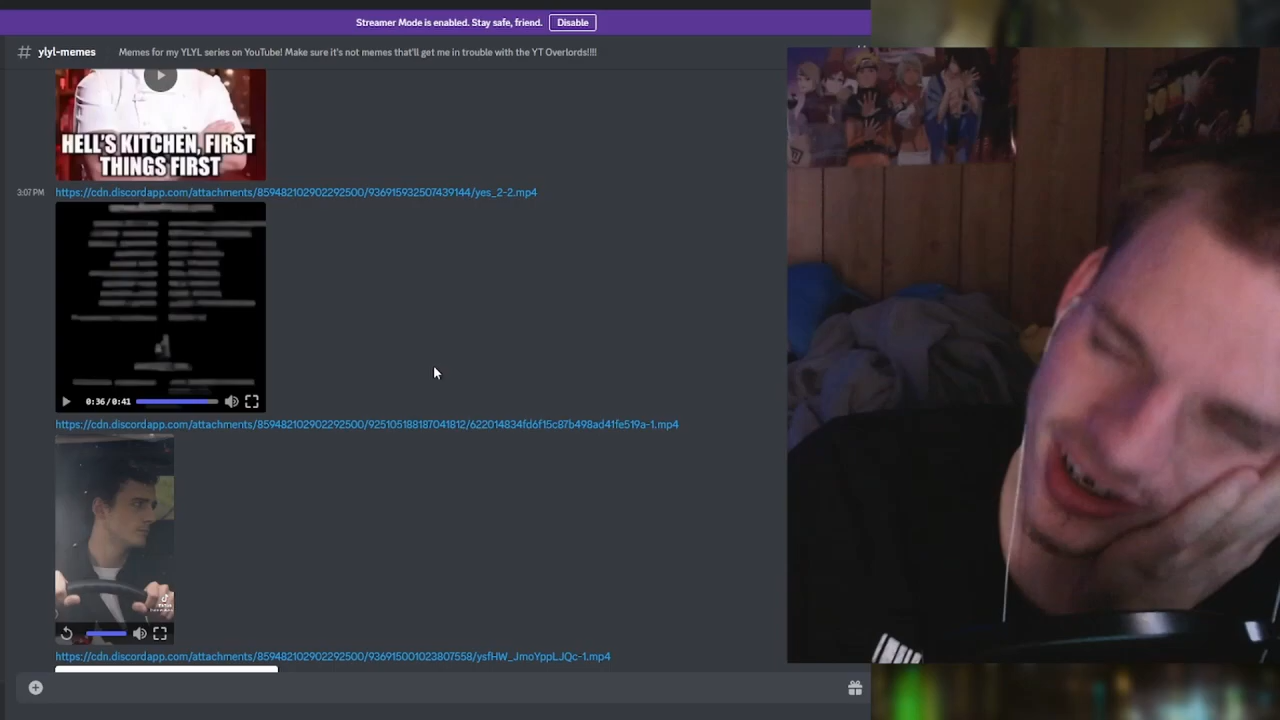 Streamer Mode is enabled. Stay safe, friend. Disable
# ylyl-memes Memes for my YLYL series on YouTube! Make sure it's not memes that'll get me in trouble with the YT Overlords!!!!
HELL'S KITCHEN, FIRST
THINGS FIRST
3:07 PM https://cdn.discordapp.com/attachments/859482102902292500/936915932507439144/yes_2-2.mp4
0:36/0:41
https://cdn.discordapp.com/attachments/859482102902292500/925105188187041812/622014834fd6f15c87b498ad41fe519a-1.mp4
https://cdn.discordapp.com/attachments/859482102902292500/936915001023807558/ysfHW_JmoYppLJQc-1.mp4